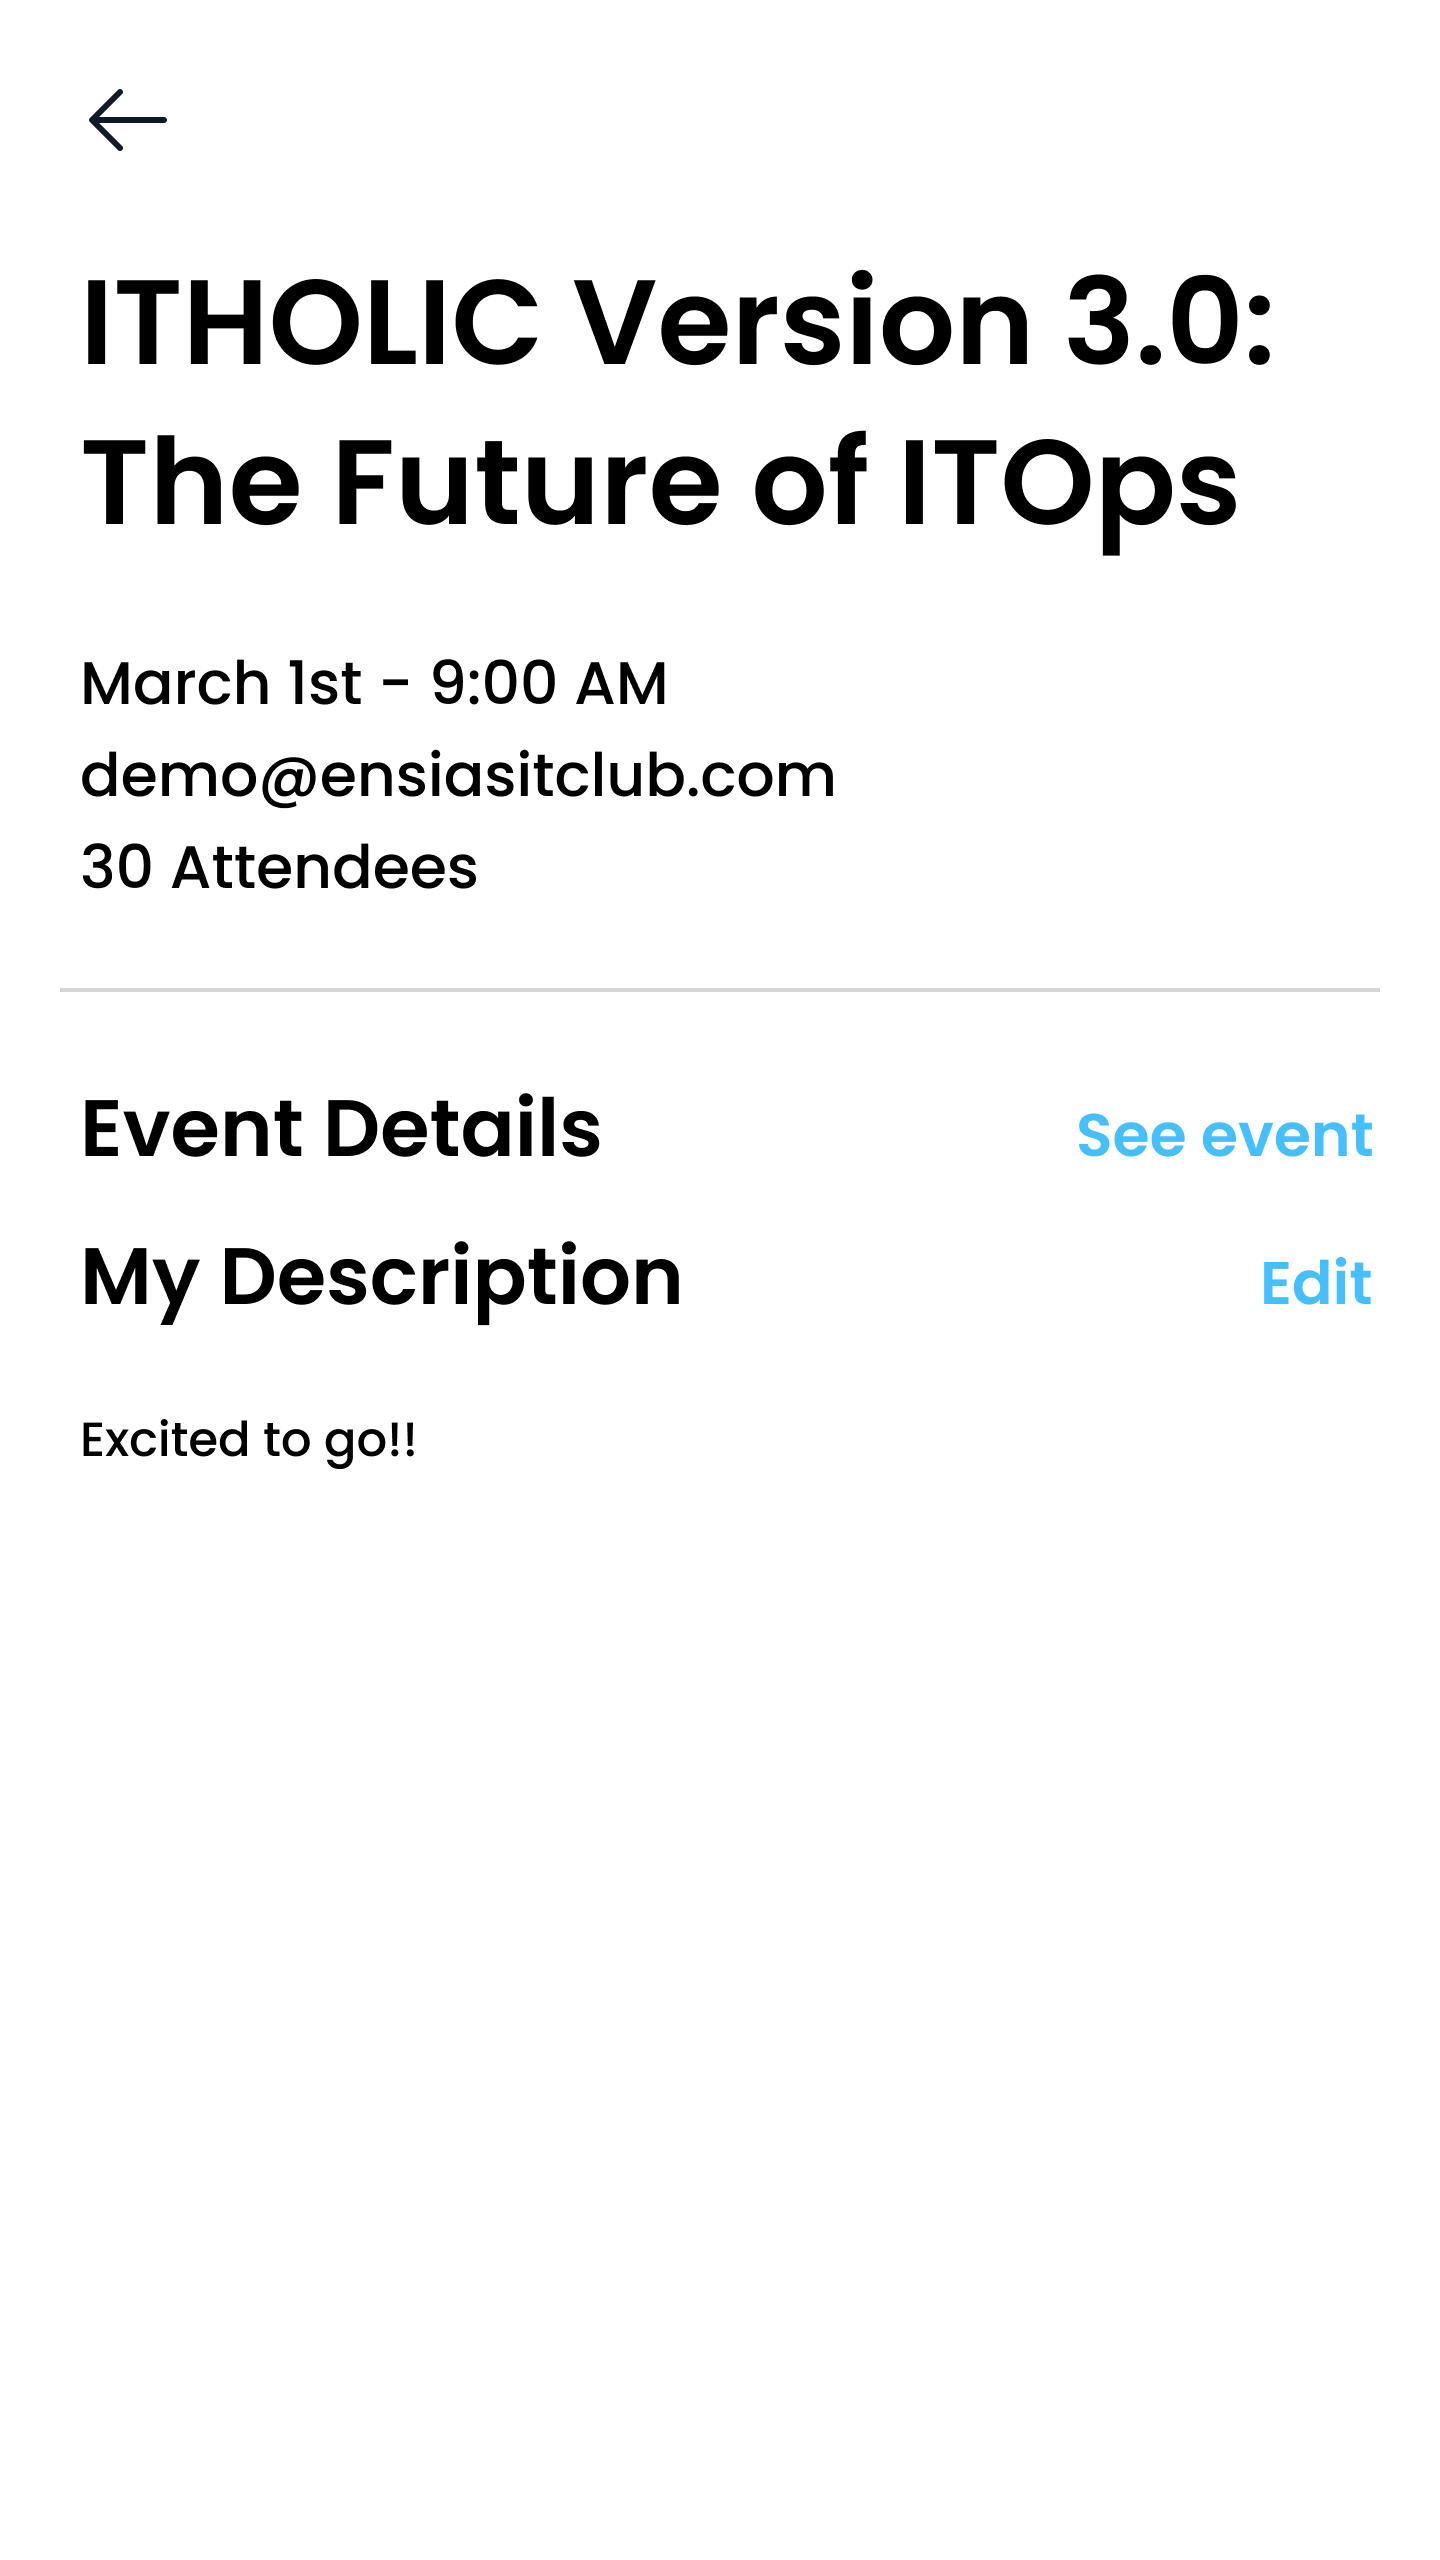 ITHOLIC Version 3.0:
The Future of ITOps
March 1st - 9:00 AM
demo@ensiasitclub.com
30 Attendees
Event Details
See event
My Description
Edit
Excited to go!!